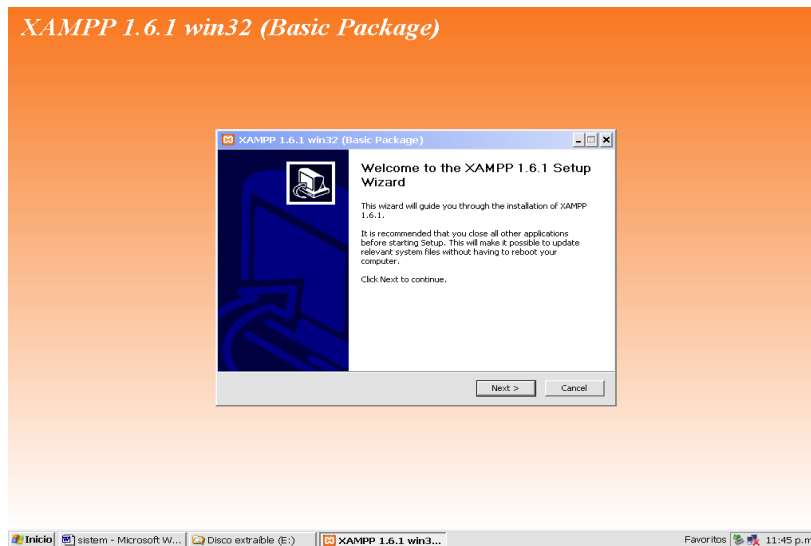 XAMPP 1.6.1 win32 (Basic Package)
XAMPP 1.6.1 win32 (Basic Package)
Welcome to the XAMPP 1.6.1 Setup
Wizard
This wizard will guide you through the installation of XAMPP
1.6.1.
It is recommended that you close all other applications
before starting Setup. This will make it possible to update
relevant system files without having to reboot your
computer.
Click Next to continue.
Next >
Cancel
Inicio
sistem - Microsoft W...
Disco extraíble (E:)
XAMPP 1.6.1 win3...
Favoritos
11:45 p.m